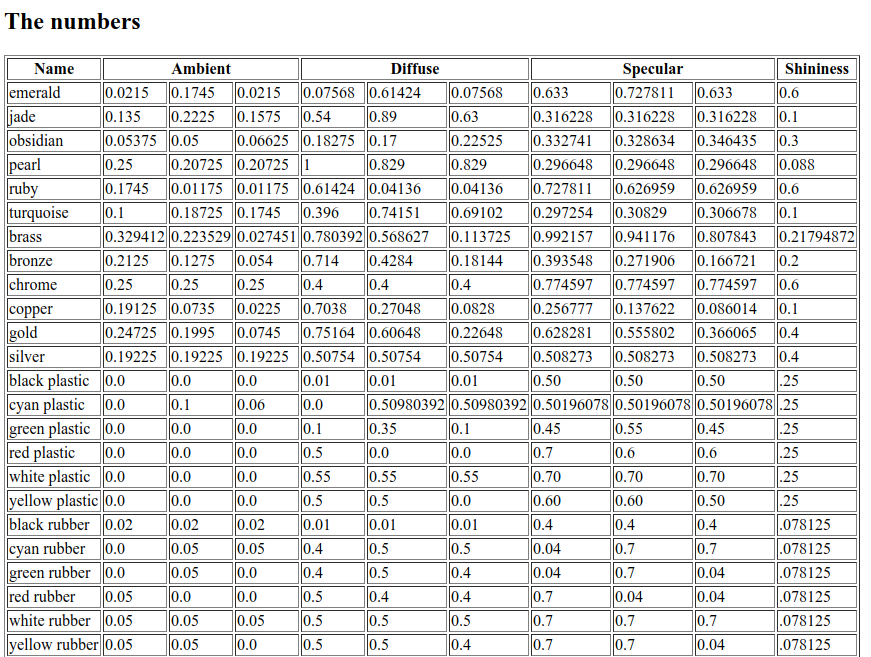 The numbers
Name Ambient Diffuse Specular Shininess
emerald 0.0215 0.1745 0.0215 0.07568 0.61424 0.07568 0.633 0.727811 0.633 0.6
jade 0.135 0.2225 0.1575 0.54 0.89 0.63 0.316228 0.316228 0.316228 0.1
obsidian 0.05375 0.05 0.06625 0.18275 0.17 0.22525 0.332741 0.328634 0.346435 0.3
pearl 0.25 0.20725 0.20725 1 0.829 0.829 0.296648 0.296648 0.296648 0.088
ruby 0.1745 0.01175 0.01175 0.61424 0.04136 0.04136 0.727811 0.626959 0.626959 0.6
turquoise 0.1 0.18725 0.1745 0.396 0.74151 0.69102 0.297254 0.30829 0.306678 0.1
brass 0.329412 0.223529 0.027451 0.780392 0.568627 0.113725 0.992157 0.941176 0.807843 0.21794872
bronze 0.2125 0.1275 0.054 0.714 0.4284 0.18144 0.393548 0.271906 0.166721 0.2
chrome 0.25 0.25 0.25 0.4 0.4 0.4 0.774597 0.774597 0.774597 0.6
copper 0.19125 0.0735 0.0225 0.7038 0.27048 0.0828 0.256777 0.137622 0.086014 0.1
gold 0.24725 0.1995 0.0745 0.75164 0.60648 0.22648 0.628281 0.555802 0.366065 0.4
silver 0.19225 0.19225 0.19225 0.50754 0.50754 0.50754 0.508273 0.508273 0.508273 0.4
black plastic 0.0 0.0 0.0 0.01 0.01 0.01 0.50 0.50 0.50 .25
cyan plastic 0.0 0.1 0.06 0.0 0.50980392 0.50980392 0.50196078 0.50196078 0.50196078 .25
green plastic 0.0 0.0 0.0 0.1 0.35 0.1 0.45 0.55 0.45 .25
red plastic 0.0 0.0 0.0 0.5 0.0 0.0 0.7 0.6 0.6 .25
white plastic 0.0 0.0 0.0 0.55 0.55 0.55 0.70 0.70 0.70 .25
yellow plastic 0.0 0.0 0.0 0.5 0.5 0.0 0.60 0.60 0.50 .25
black rubber 0.02 0.02 0.02 0.01 0.01 0.01 0.4 0.4 0.4 .078125
cyan rubber 0.0 0.05 0.05 0.4 0.5 0.5 0.04 0.7 0.7 .078125
green rubber 0.0 0.05 0.0 0.4 0.5 0.4 0.04 0.7 0.04 .078125
red rubber 0.05 0.0 0.0 0.5 0.4 0.4 0.7 0.04 0.04 .078125
white rubber 0.05 0.05 0.05 0.5 0.5 0.5 0.7 0.7 0.7 .078125
yellow rubber 0.05 0.05 0.0 0.5 0.5 0.4 0.7 0.7 0.04 .078125